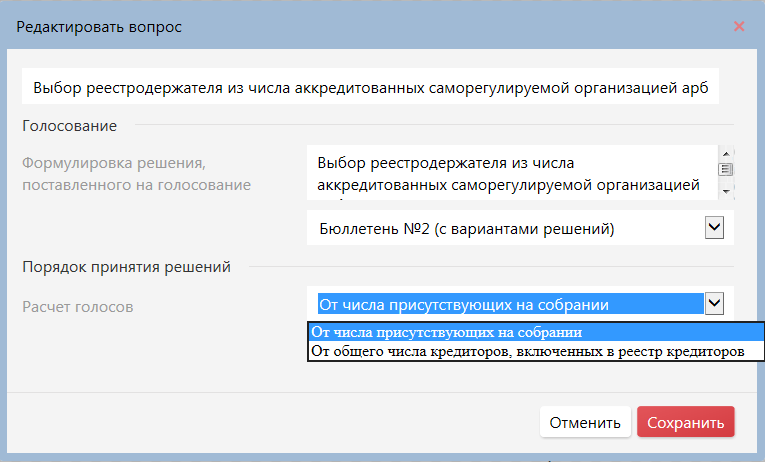 Редактировать вопрос
Выбор реестродержателя из числа аккредитованных саморегулируемой организацией арб
Голосование
Формулировка решения,
поставленного на голосование
Выбор реестродержателя из числа
аккредитованных саморегулируемой организацией
Бюллетень №2 (с вариантами решений)
Порядок принятия решений
Расчет голосов
От числа присутствующих на собрании
От числа присутствующих на собрании
От общего числа кредиторов, включенных в реестр кредиторов
Отменить
Сохранить